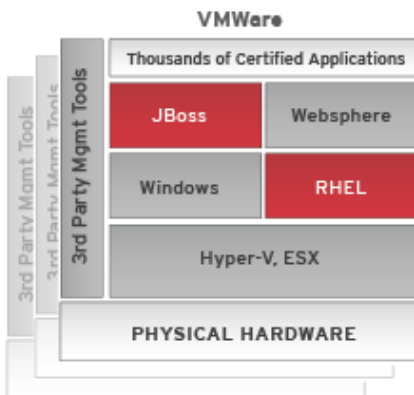 VMWare
3rd Party Mgmt Tools
3rd Party Mgmt Tools
3rd Party Mgmt Tools
Thousands of Certified Applications
JBoss
Websphere
Windows
RHEL
Hyper-V, ESX
PHYSICAL HARDWARE